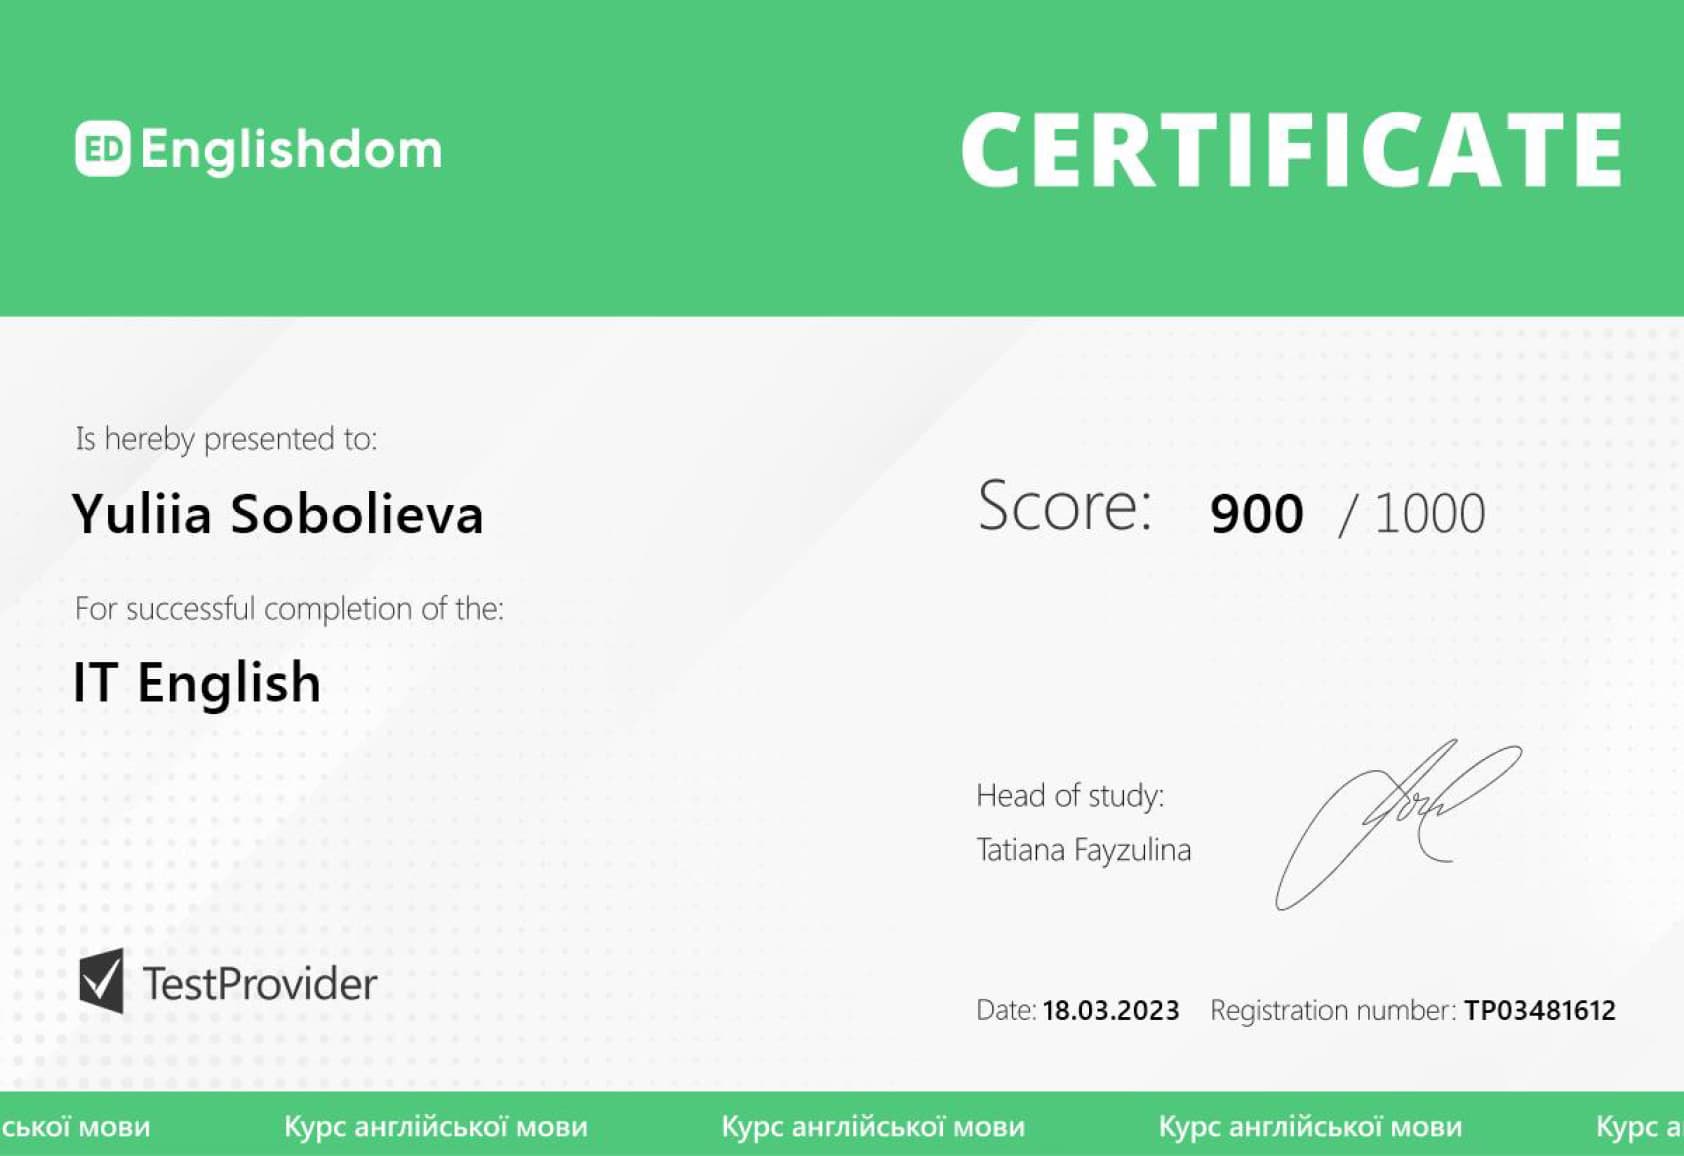 ED Englishdom
CERTIFICATE
Is hereby presented to:
Yuliia Sobolieva
For successful completion of the:
IT English
Score: 900 / 1000
Head of study:
Tatiana Fayzulina
TestProvider
Date: 18.03.2023 Registration number: TP03481612
ської мови Курс англійської мови Курс англійської мови Курс англійської мови Курс а